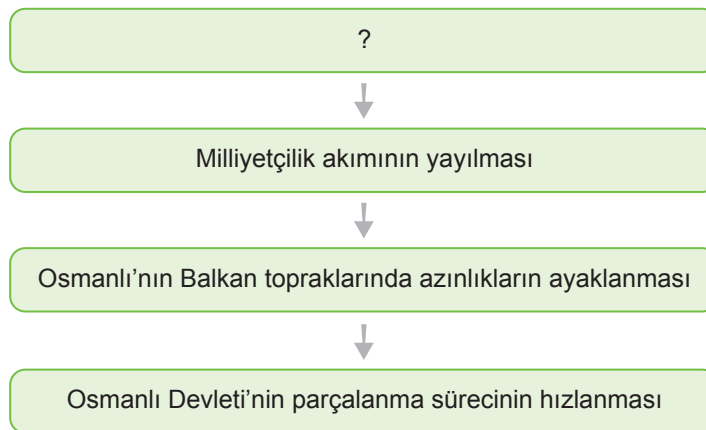 ?
Milliyetçilik akımının yayılması
Osmanlı’nın Balkan topraklarında azınlıkların ayaklanması
Osmanlı Devleti’nin parçalanma sürecinin hızlanması